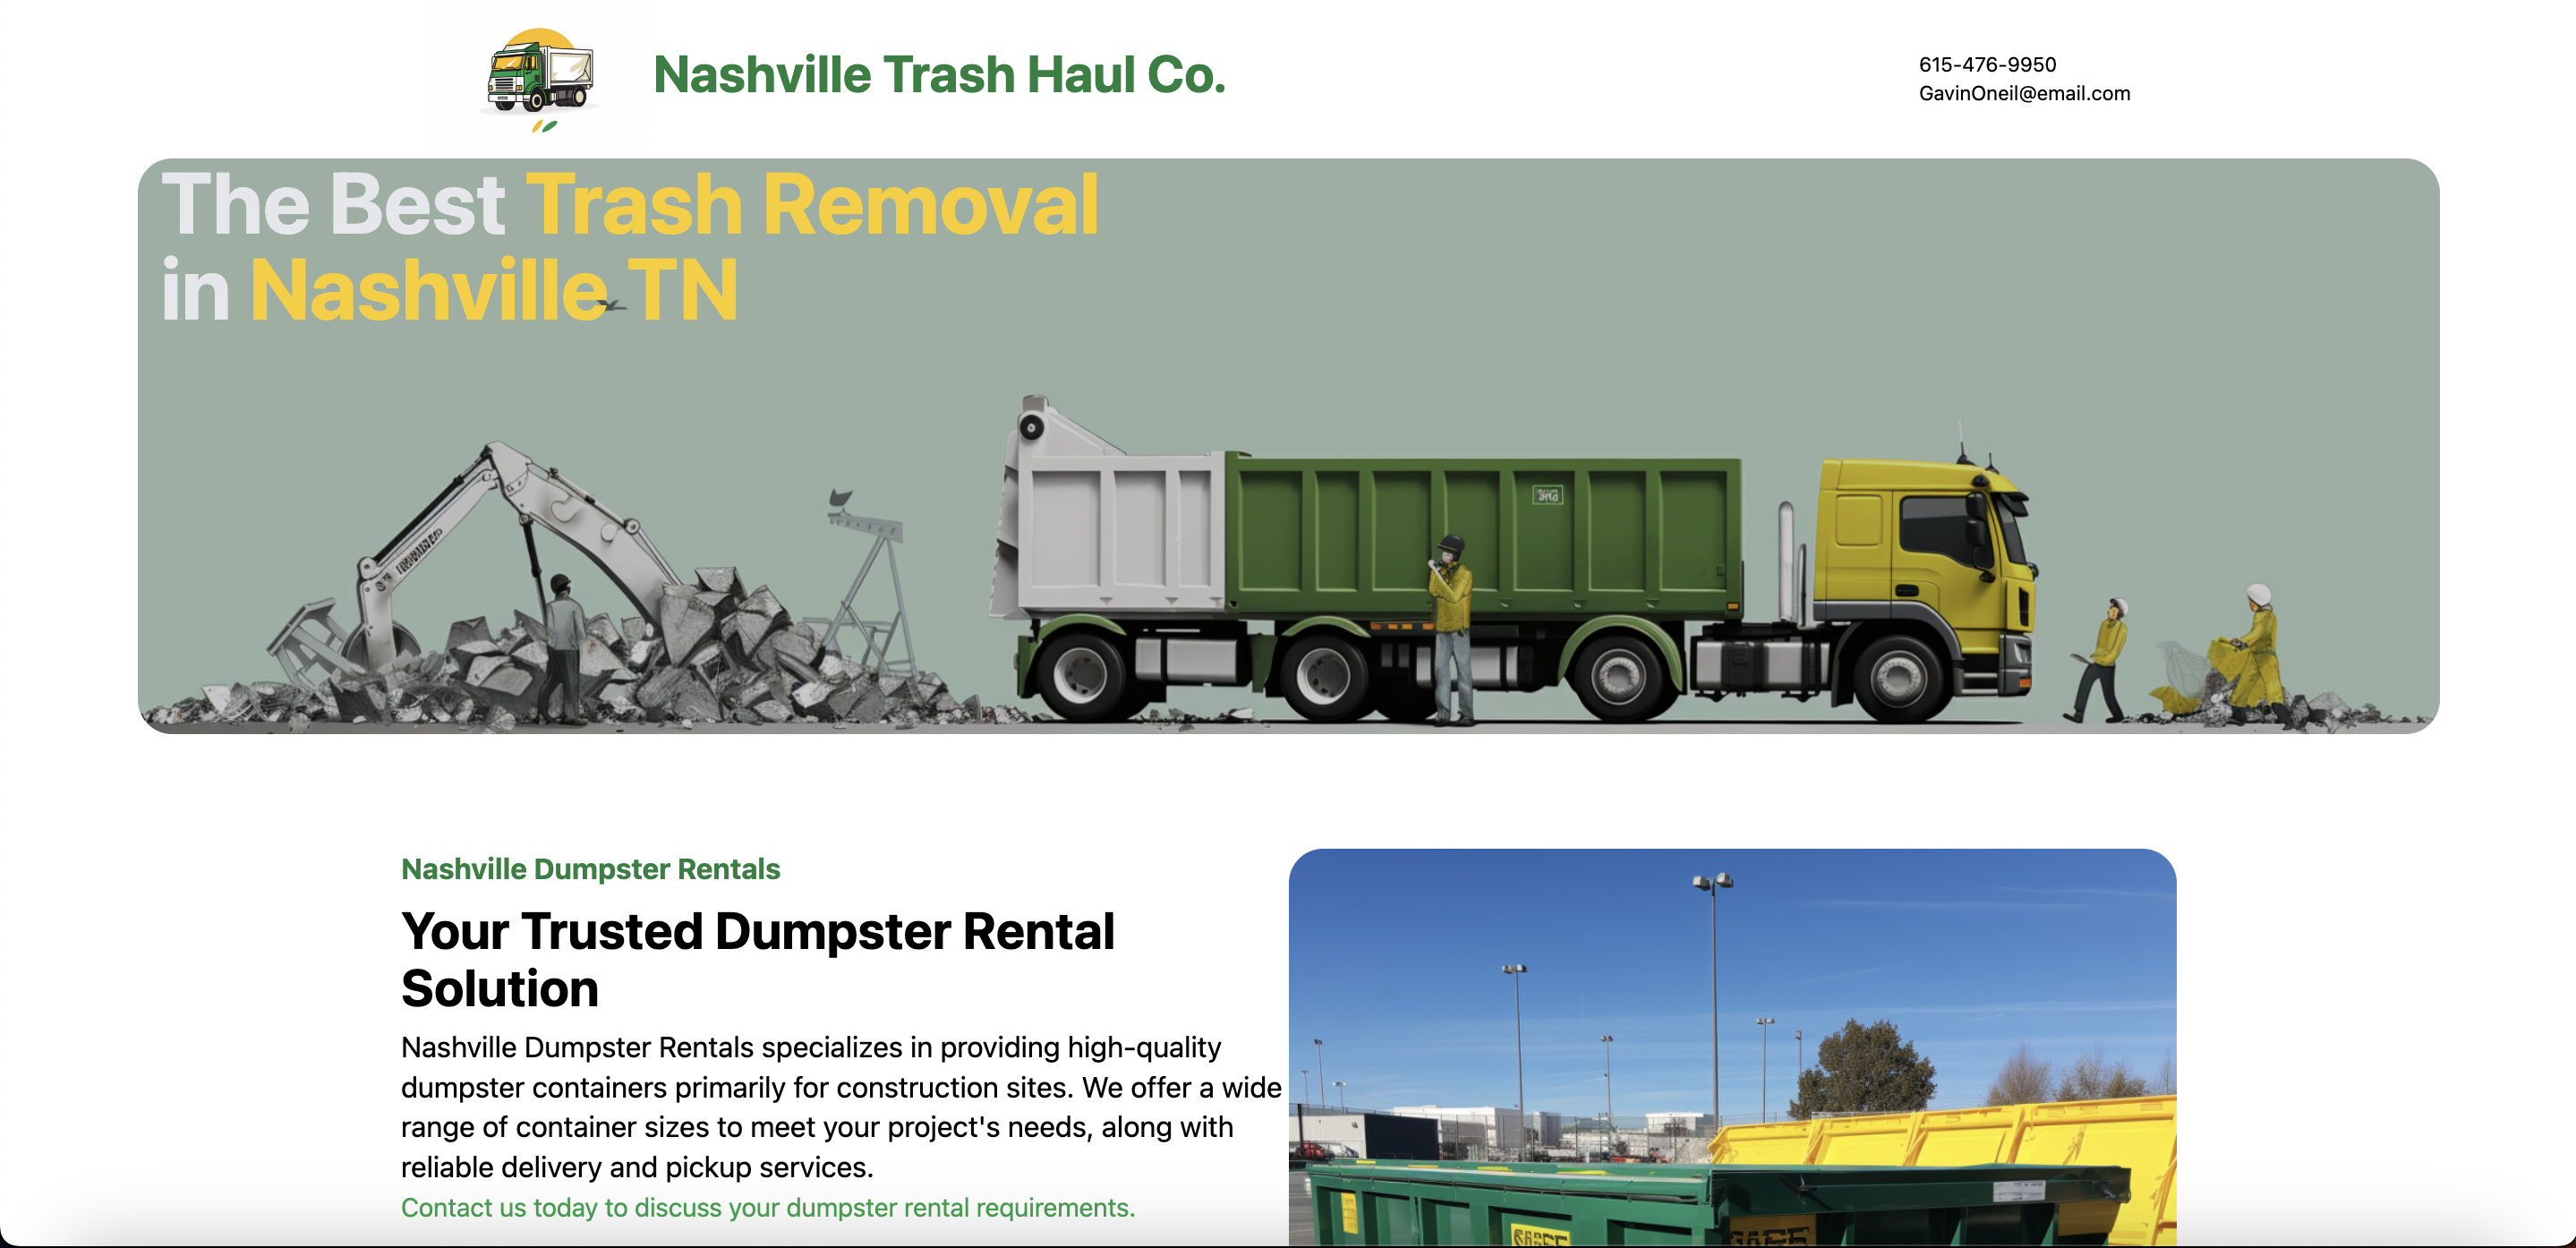 Nashville Trash Haul Co.
615-476-9950
GavinOneil@email.com
The Best Trash Removal
in Nashville TN
Nashville Dumpster Rentals
Your Trusted Dumpster Rental
Solution
Nashville Dumpster Rentals specializes in providing high-quality
dumpster containers primarily for construction sites. We offer a wide
range of container sizes to meet your project's needs, along with
reliable delivery and pickup services.
Contact us today to discuss your dumpster rental requirements.